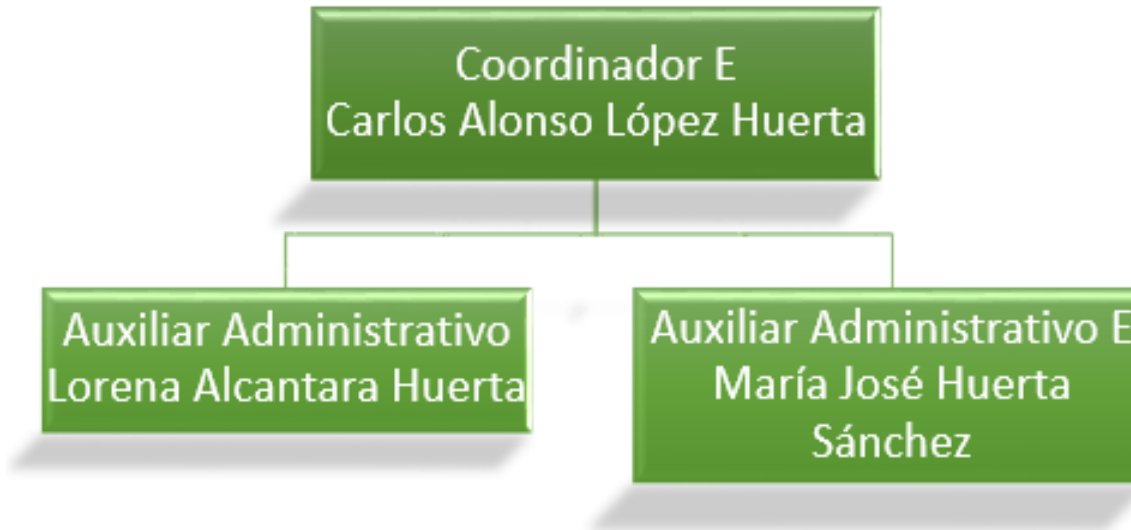 Coordinador E
Carlos Alonso López Huerta
Auxiliar Administrativo
Lorena Alcantara Huerta
Auxiliar Administrativo E
María José Huerta
Sánchez